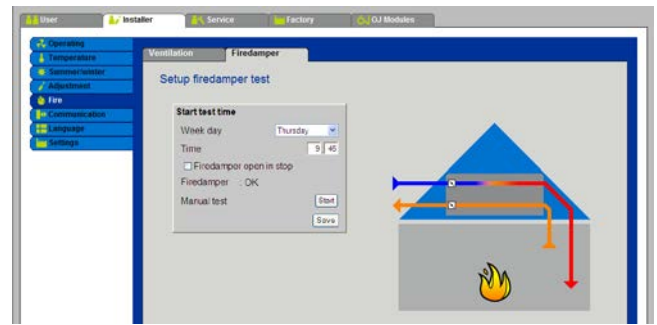 User Installer Service Factory OJ Modules
Operating
Temperature
Summer/winter
Adjustment
Fire
Communication
Language
Settings
Ventilation Firedamper
Setup firedamper test
Start test time
Week day Thursday
Time 9 45
Firedamper open in stop
Firedamper : OK
Manual test Start
Save